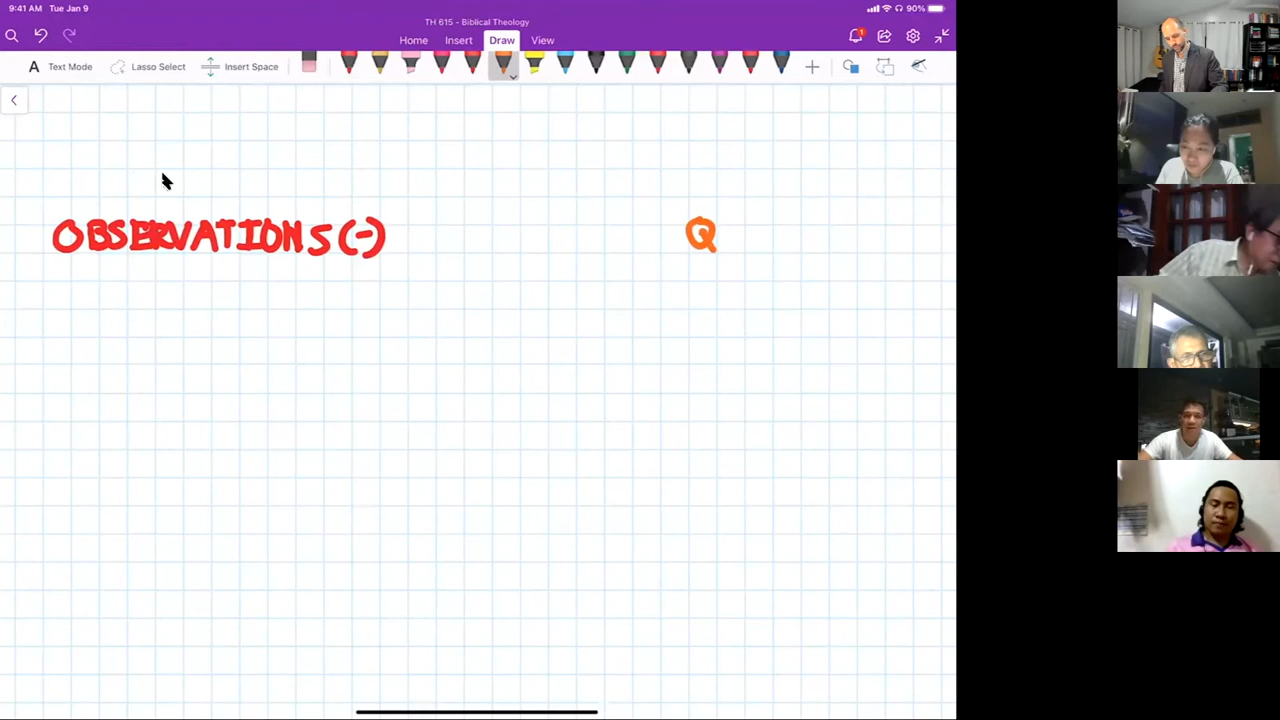 9:41 AM Tue Jan 9
90%
TH 615 - Biblical Theology
Home Insert Draw View
1
A Text Mode Lasso Select Insert Space
OBSERVATIONS (-) Q